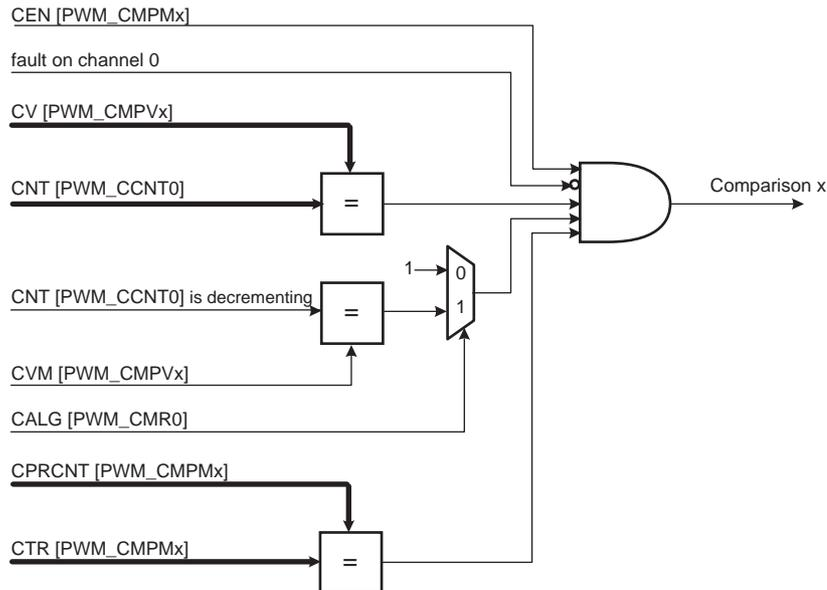 CEN [PWM_CMPMx]
fault on channel 0
CV [PWM_CMPVx]
CNT [PWM_CCNT0]
=
Comparison x
1
0
CNT [PWM_CCNT0] is decrementing
=
1
CVM [PWM_CMPVx]
CALG [PWM_CMR0]
CPRCNT [PWM_CMPMx]
CTR [PWM_CMPMx]
=